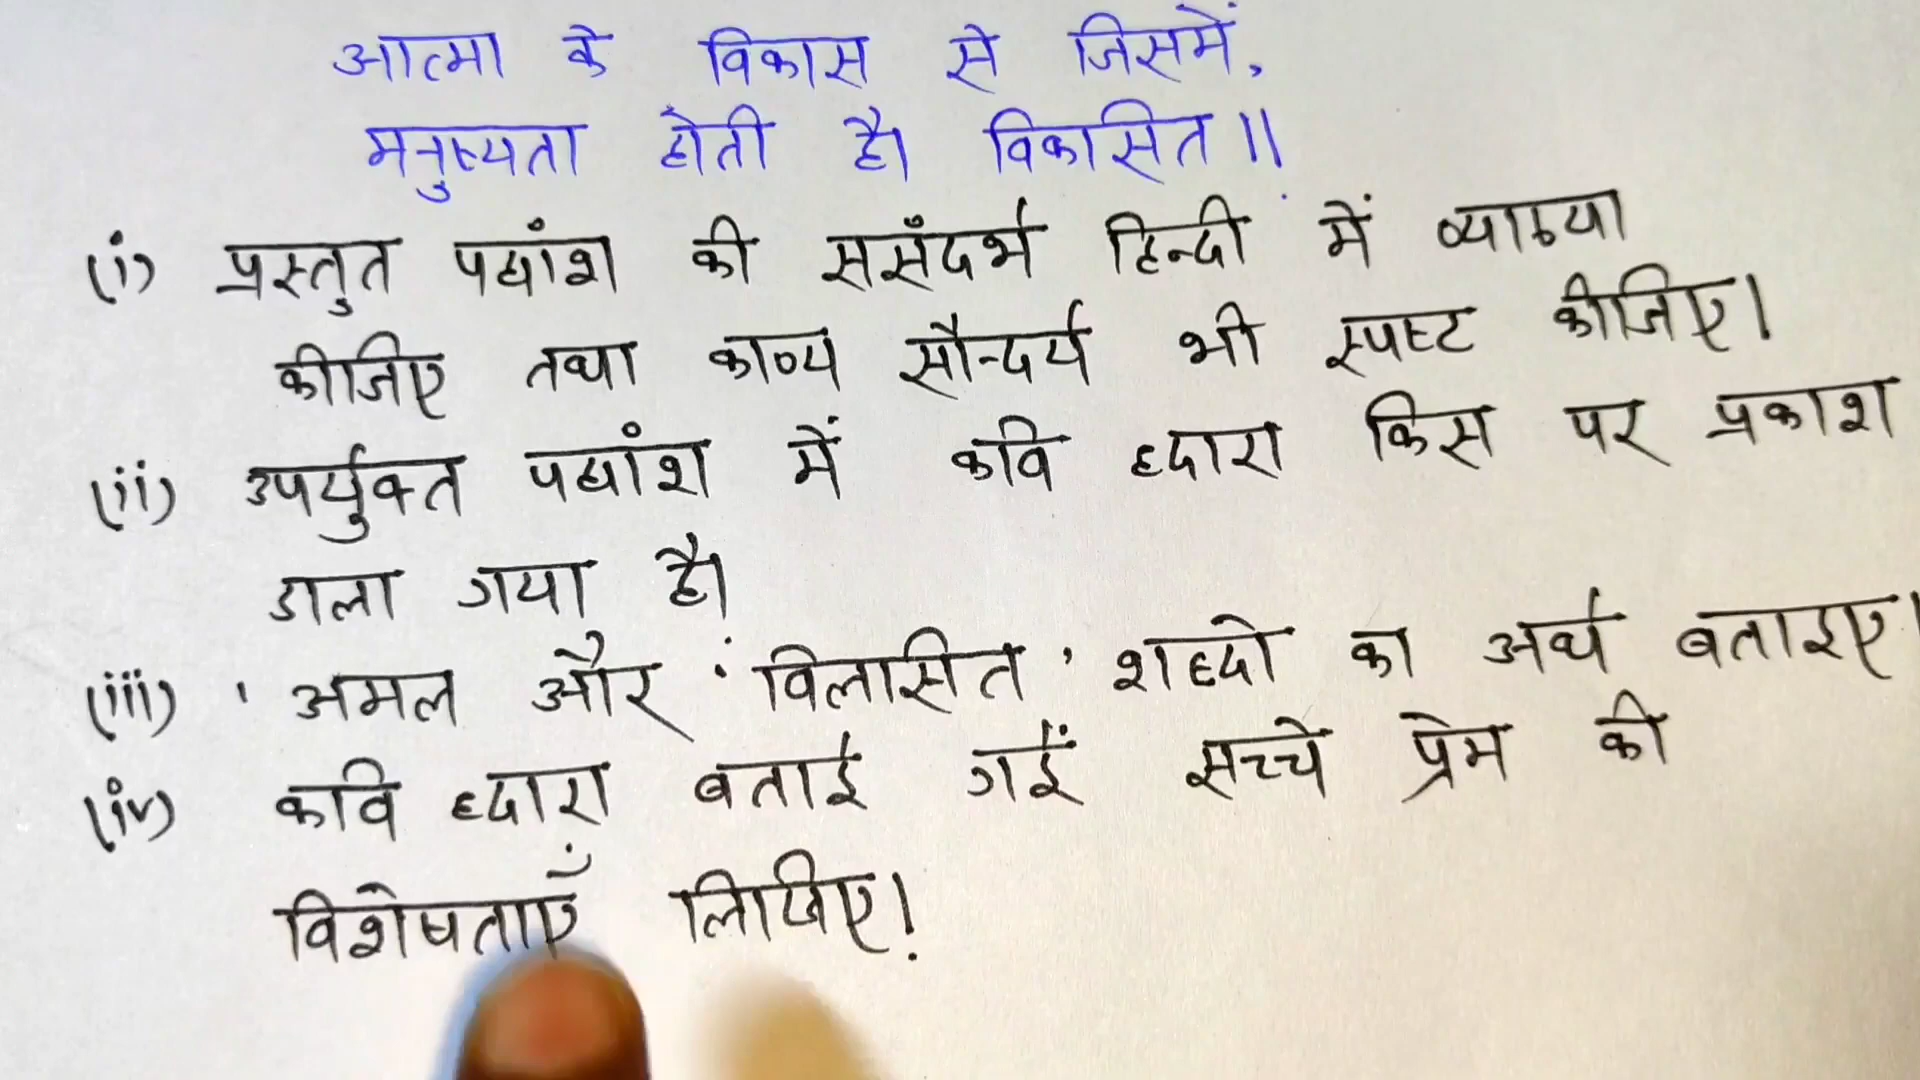 आत्मा के विकास से जिसमें,
मनुष्यता होती है। विकासित॥
(i) प्रस्तुत पद्यांश की ससंदर्भ हिन्दी में व्याख्या
कीजिए तथा काव्य सौन्दर्य भी स्पष्ट कीजिए।
(ii) उपर्युक्त पद्यांश में कवि द्वारा किस पर प्रकाश
डाला गया है।
(iii) ' अमल और 'विलासित' शब्दो का अर्थ बताइए।
(iv) कवि द्वारा बताई गईं सच्चे प्रेम की
विशेषताएँ लिखिए!